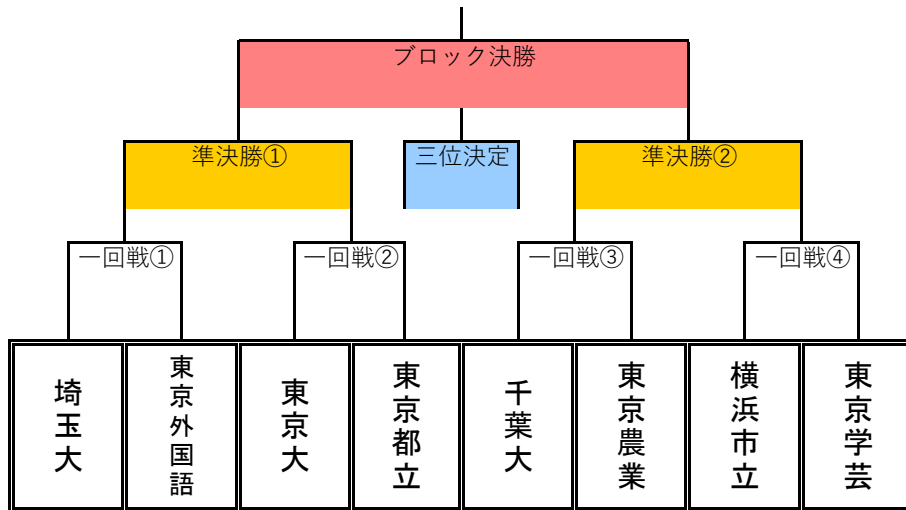 ブロック決勝
準決勝①
三位決定
準決勝②
一回戦①
一回戦②
一回戦③
一回戦④
埼玉大
東京外国語
東京大
東京都立
千葉大
東京農業
横浜市立
東京学芸